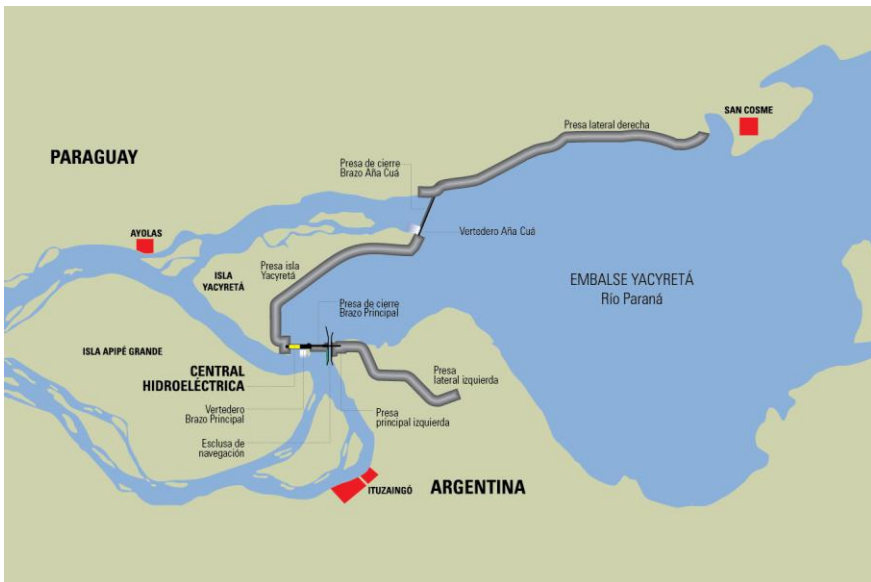 SAN COSME
Presa lateral derecha
PARAGUAY
Presa de cierre
Brazo Aña Cuá
AYOLAS
Vertedero Aña Cuá
ISLA
YACYRETÁ
Presa isla
Yacyretá
EMBALSE YACYRETÁ
Río Paraná
Presa de cierre
Brazo Principal
ISLA APIPÉ GRANDE
CENTRAL
HIDROELÉCTRICA
Presa
lateral izquierda
Vertedero
Brazo Principal
Presa
principal izquierda
Esclusa de
navegación
ITUZAINGÓ
ARGENTINA